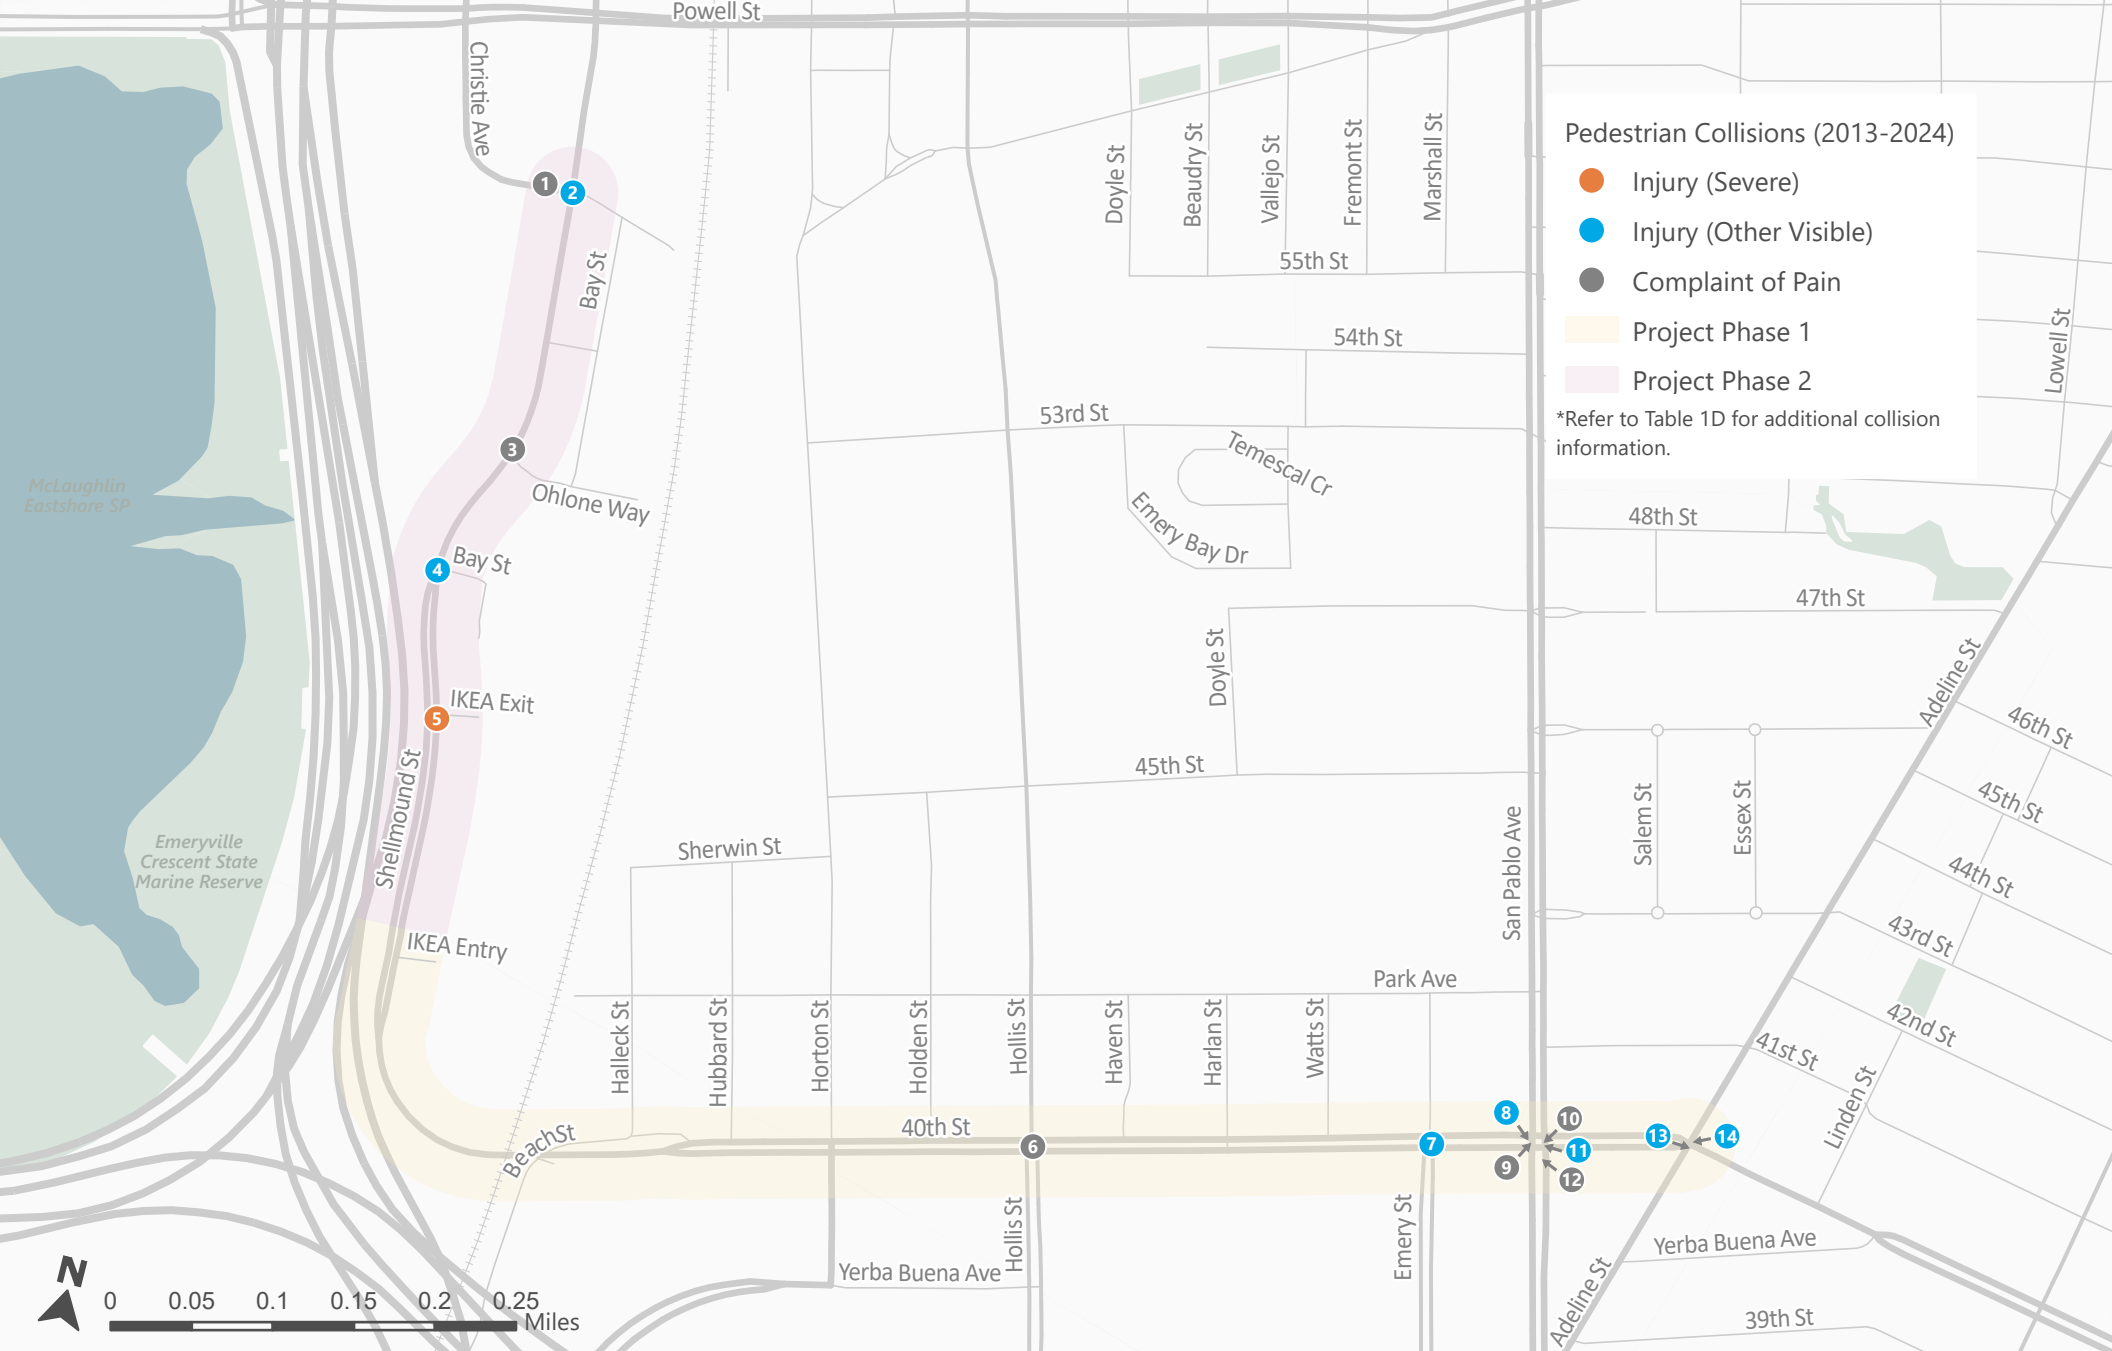 Powell St
Christie Ave
Pedestrian Collisions (2013-2024)
Injury (Severe)
Injury (Other Visible)
Complaint of Pain
Project Phase 1
Project Phase 2
*Refer to Table 1D for additional collision
information.
Doyle St
Beaudry St
Vallejo St
Fremont St
Marshall St
1
2
Bay St
55th St
54th St
Lowell St
53rd St
3
Temescal Cr
McLaughlin
Eastshore SP
Ohlone Way
Emery Bay Dr
48th St
Bay St
4
47th St
Doyle St
Adeline St
IKEA Exit
5
46th St
45th St
Shellmound St
San Pablo Ave
Salem St
Essex St
45th St
Emeryville
Crescent State
Marine Reserve
Sherwin St
44th St
43rd St
IKEA Entry
Park Ave
Halleck St
Hubbard St
Horton St
Holden St
Hollis St
Haven St
Harlan St
Watts St
42nd St
41st St
Linden St
Beach St
40th St
6
7
8
9
10
11
12
13
14
Hollis St
Emery St
Yerba Buena Ave
Yerba Buena Ave
Adeline St
39th St
N
0 0.05 0.1 0.15 0.2 0.25
Miles